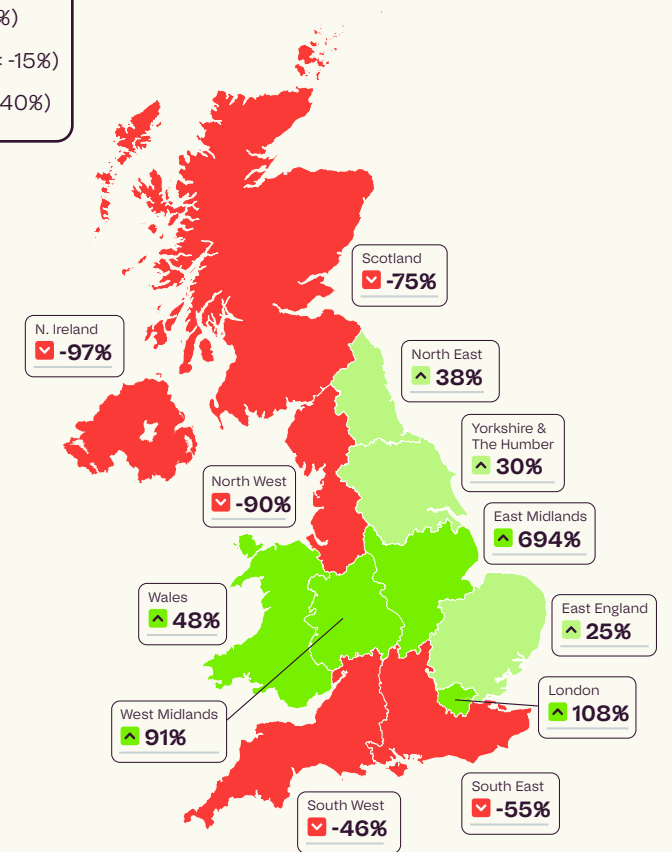 %)
: -15%)
40%)
Scotland
-75%
N. Ireland
-97%
North East
38%
Yorkshire &
The Humber
30%
North West
-90%
East Midlands
694%
Wales
48%
East England
25%
London
108%
West Midlands
91%
South East
-55%
South West
-46%